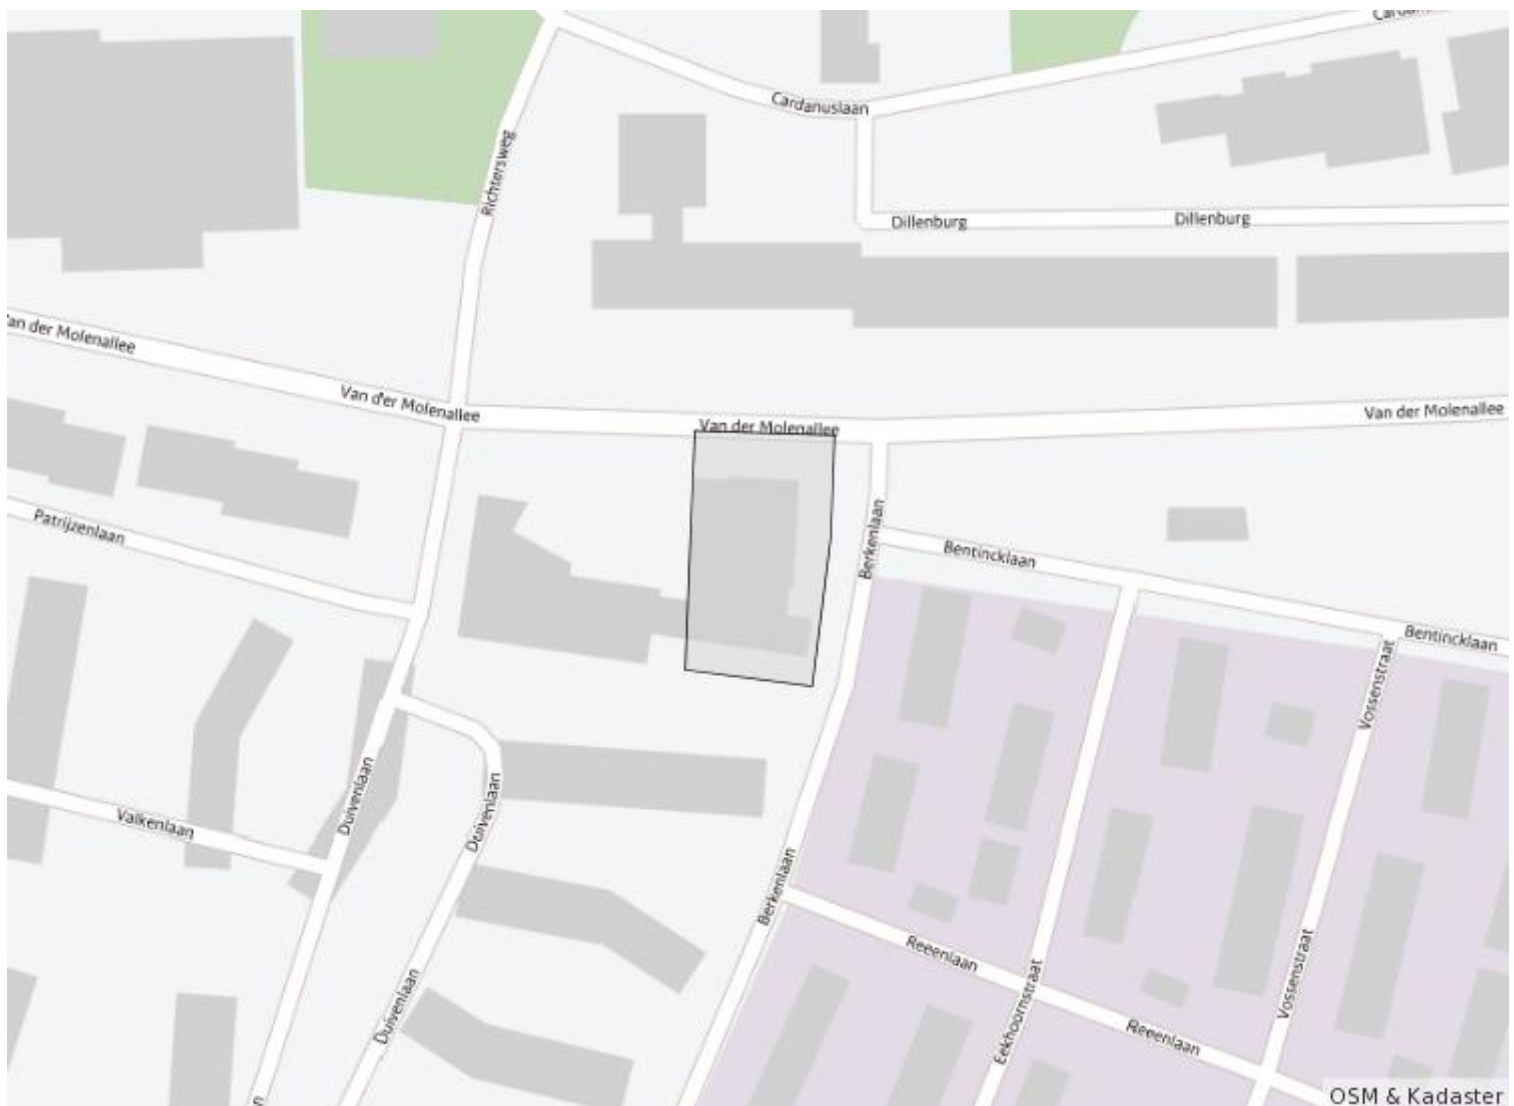 Cardanuslaan
Richtersweg
Dillenburg
Dillenburg
Van der Molenallee
Van der Molenallee
Van der Molenallee
Van der Molenallee
Patrijzenlaan
Berkenlaan
Bentincklaan
Bentincklaan
Vossenstraat
Valkenlaan
Duivenlaan
Duivenlaan
Berkenlaan
Reeenlaan
Vossenstraat
Duivenlaan
Eekhoornstraat
Reeenlaan
OSM & Kadaster